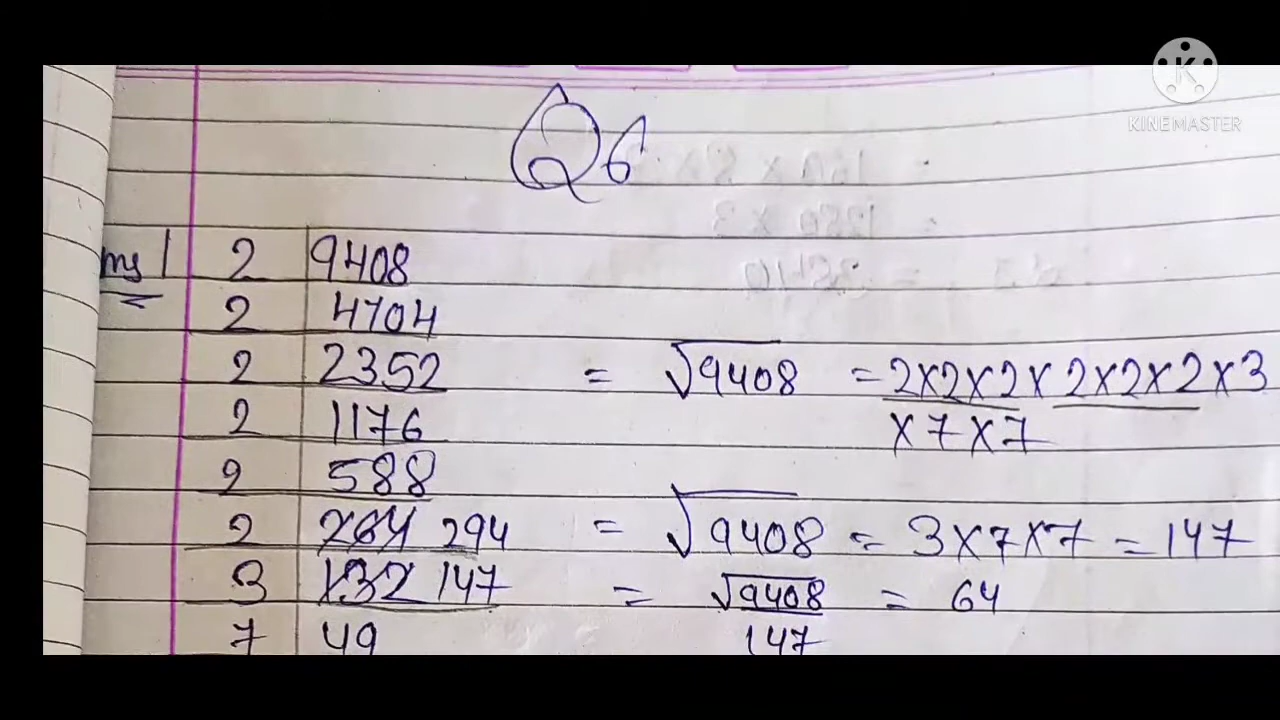 KINEMASTER
Q6
2 9408
2 4704
2 2352 = √9408 = 2×2×2×2×2×2×3
×7×7
2 1176
2 588
2 264 294 = √9408 = 3×7×7 = 147
3 132 147 = √9408/147 = 64
7 49